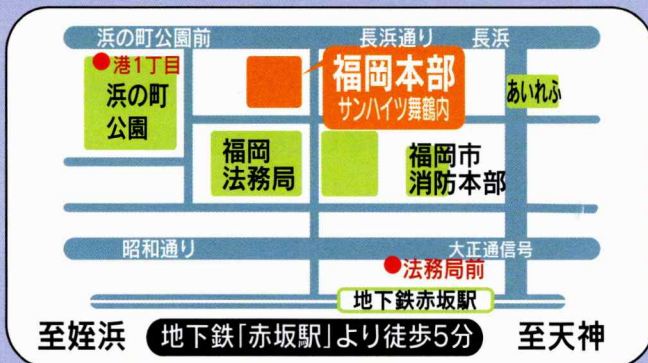 浜の町公園前
長浜通り
長浜
港1丁目
浜の町
公園
福岡本部
サンハイツ舞鶴内
あいれふ
福岡
法務局
福岡市
消防本部
昭和通り
大正通信号
法務局前
地下鉄赤坂駅
至姪浜
地下鉄「赤坂駅」より徒歩5分
至天神